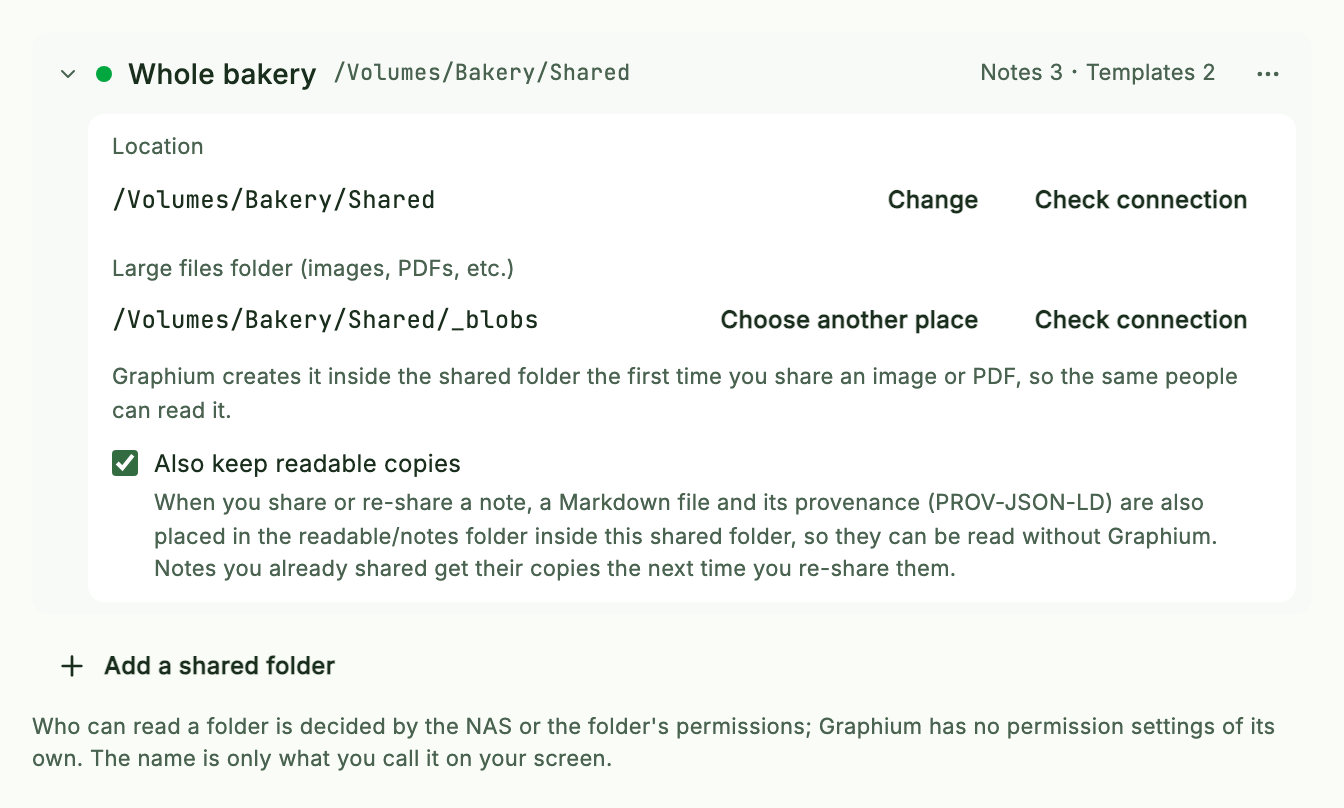 Whole bakery /Volumes/Bakery/Shared Notes 3 · Templates 2 ...
Location
/Volumes/Bakery/Shared Change Check connection
Large files folder (images, PDFs, etc.)
/Volumes/Bakery/Shared/_blobs Choose another place Check connection
Graphium creates it inside the shared folder the first time you share an image or PDF, so the same people
can read it.
Also keep readable copies
When you share or re-share a note, a Markdown file and its provenance (PROV-JSON-LD) are also
placed in the readable/notes folder inside this shared folder, so they can be read without Graphium.
Notes you already shared get their copies the next time you re-share them.
+ Add a shared folder
Who can read a folder is decided by the NAS or the folder's permissions; Graphium has no permission settings of its
own. The name is only what you call it on your screen.